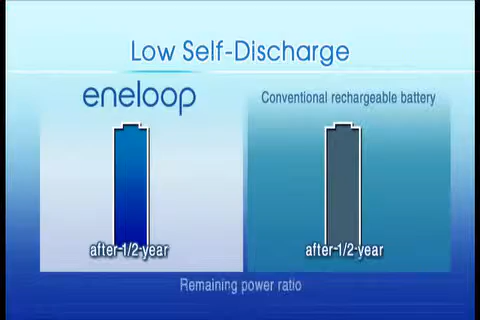 Low Self-Discharge
eneloop
Conventional rechargeable battery
after 1/2 year
after 1/2 year
Remaining power ratio